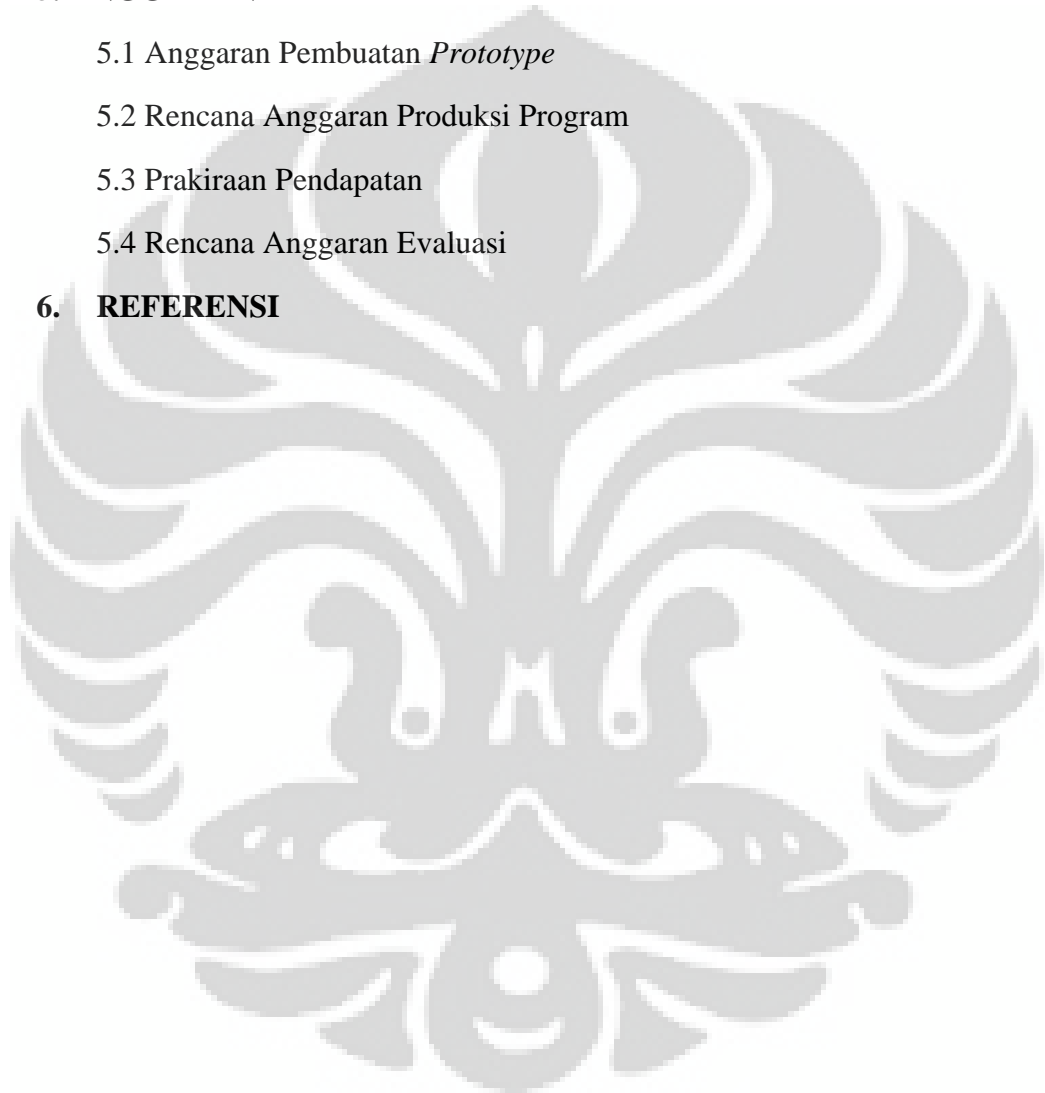 5.1 Anggaran Pembuatan Prototype
5.2 Rencana Anggaran Produksi Program
5.3 Prakiraan Pendapatan
5.4 Rencana Anggaran Evaluasi
6. REFERENSI